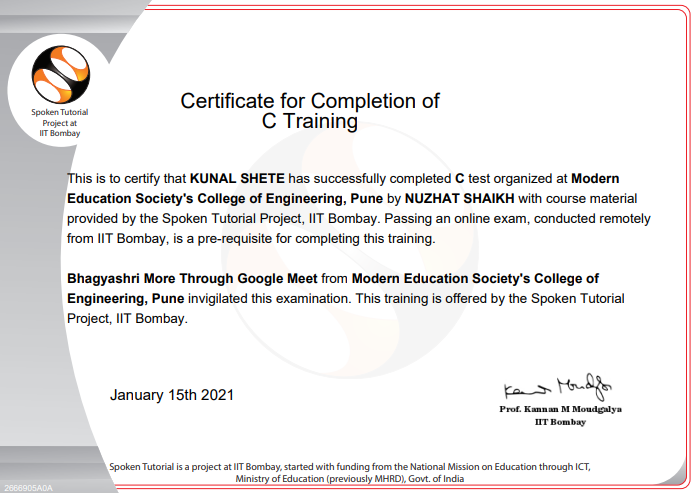 Spoken Tutorial
Project at
IIT Bombay
Certificate for Completion of
C Training
This is to certify that KUNAL SHETE has successfully completed C test organized at Modern
Education Society's College of Engineering, Pune by NUZHAT SHAIKH with course material
provided by the Spoken Tutorial Project, IIT Bombay. Passing an online exam, conducted remotely
from IIT Bombay, is a pre-requisite for completing this training.
Bhagyashri More Through Google Meet from Modern Education Society's College of
Engineering, Pune invigilated this examination. This training is offered by the Spoken Tutorial
Project, IIT Bombay.
January 15th 2021
Kannan Moudgalya
Prof. Kannan M Moudgalya
IIT Bombay
Spoken Tutorial is a project at IIT Bombay, started with funding from the National Mission on Education through ICT,
Ministry of Education (previously MHRD), Govt. of India
2666905A0A